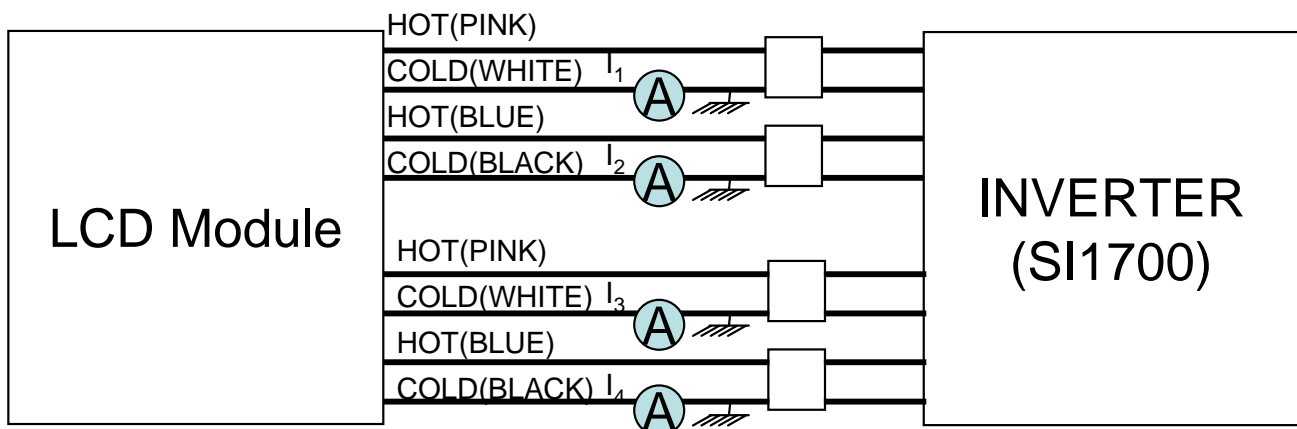 HOT(PINK)
COLD(WHITE) I1
A
HOT(BLUE)
COLD(BLACK) I2
A
LCD Module
INVERTER
(SI1700)
HOT(PINK)
COLD(WHITE) I3
A
HOT(BLUE)
COLD(BLACK) I4
A